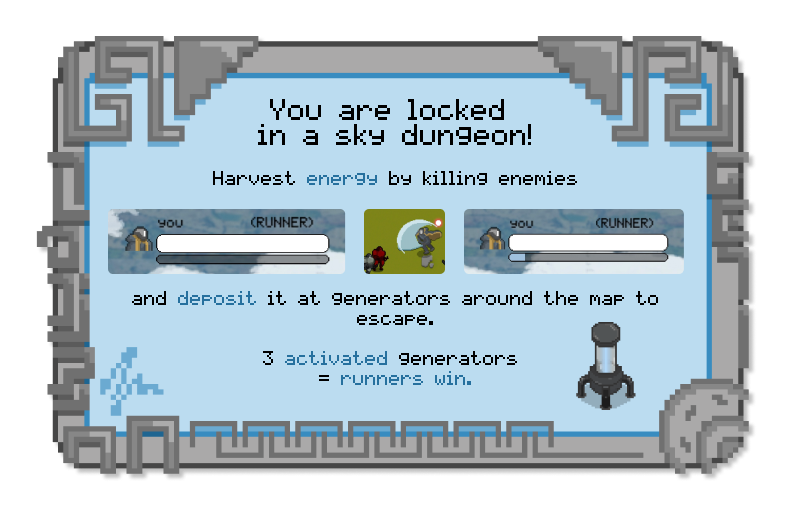 You are locked
in a sky dungeon!
Harvest energy by killing enemies
you (RUNNER)
you (RUNNER)
and deposit it at generators around the map to
escape.
3 activated generators
= runners win.